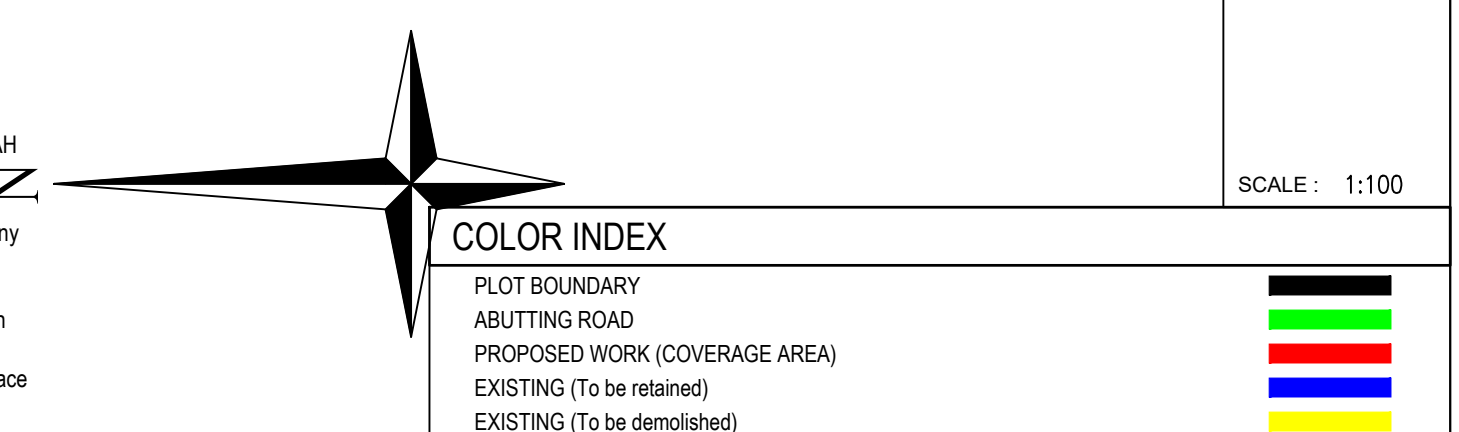 AH
SCALE : 1:100
ny
COLOR INDEX
PLOT BOUNDARY
ABUTTING ROAD
n
PROPOSED WORK (COVERAGE AREA)
ace
EXISTING (To be retained)
EXISTING (To be demolished)